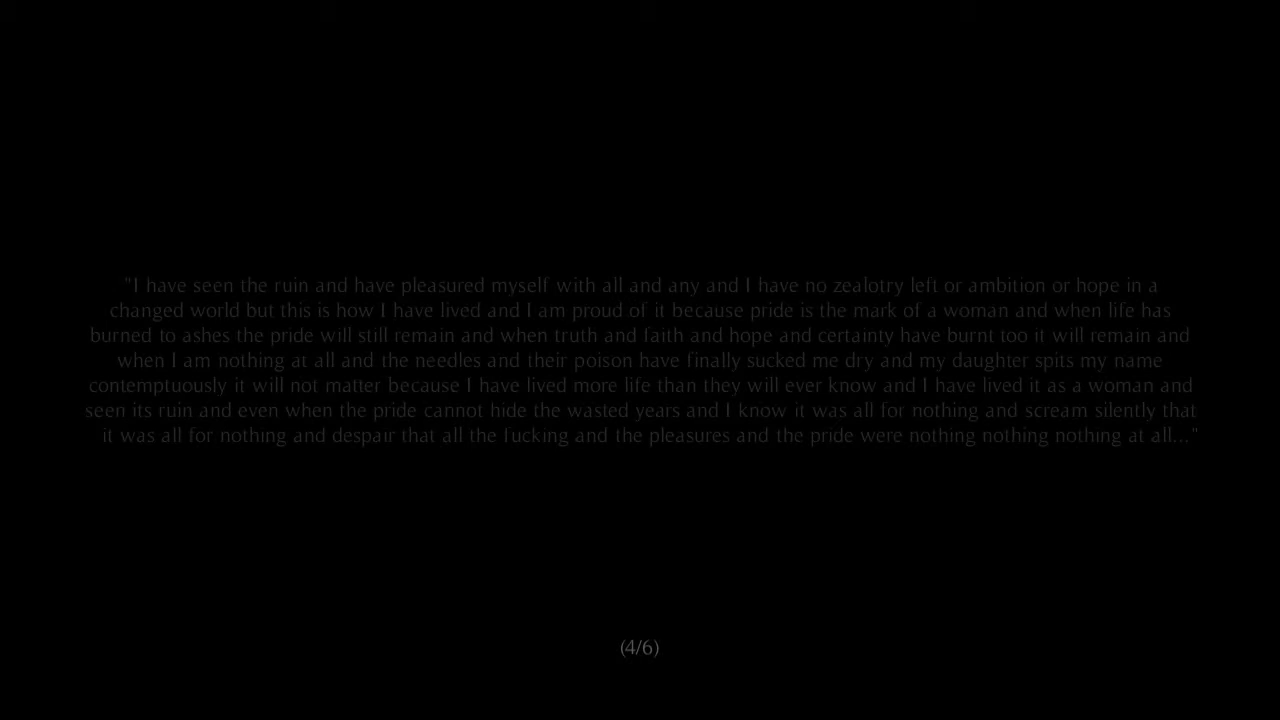 "I have seen the ruin and have pleasured myself with all and any and I have no zealotry left or ambition or hope in a
changed world but this is how I have lived and I am proud of it because pride is the mark of a woman and when life has
burned to ashes the pride will still remain and when truth and faith and hope and certainty have burnt too it will remain and
when I am nothing at all and the needles and their poison have finally sucked me dry and my daughter spits my name
contemptuously it will not matter because I have lived more life than they will ever know and I have lived it as a woman and
seen its ruin and even when the pride cannot hide the wasted years and I know it was all for nothing and scream silently that
it was all for nothing and despair that all the fucking and the pleasures and the pride were nothing nothing nothing at all..."
(4/6)